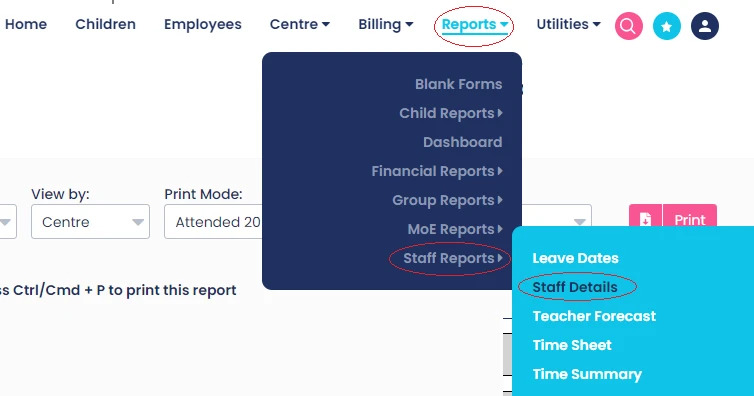 Home Children Employees Centre Billing Reports Utilities
Blank Forms
Child Reports
Dashboard
Financial Reports
Group Reports
MoE Reports
Staff Reports
View by: Print Mode:
Centre Attended 20 Print
Leave Dates
Staff Details
Teacher Forecast
Time Sheet
Time Summary
s Ctrl/Cmd + P to print this report